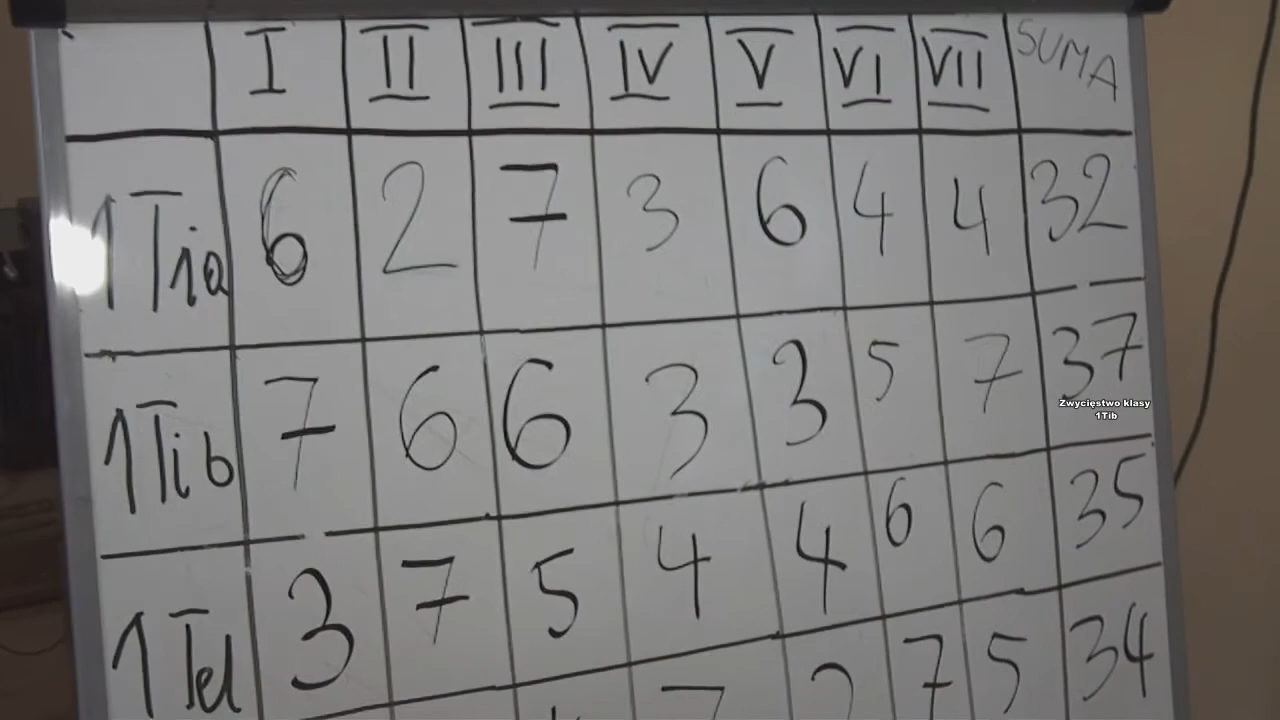 I II III IV V VI VII SUMA
1Tia 6 2 7 3 6 4 4 32
1Tib 7 6 6 3 3 5 7 37
Zwycięstwo klasy
1Tib
1Tel 3 7 5 4 4 6 6 35
7 5 34